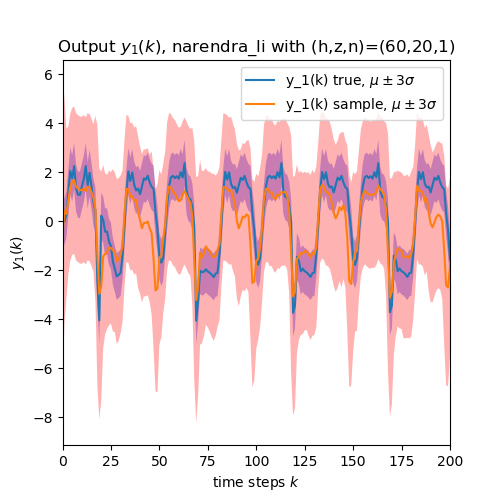 Output y₁(k), narendra_li with (h,z,n)=(60,20,1)
y_1(k) true, μ ± 3σ
y_1(k) sample, μ ± 3σ
y₁(k)
6
4
2
0
−2
−4
−6
−8
0 25 50 75 100 125 150 175 200
time steps k